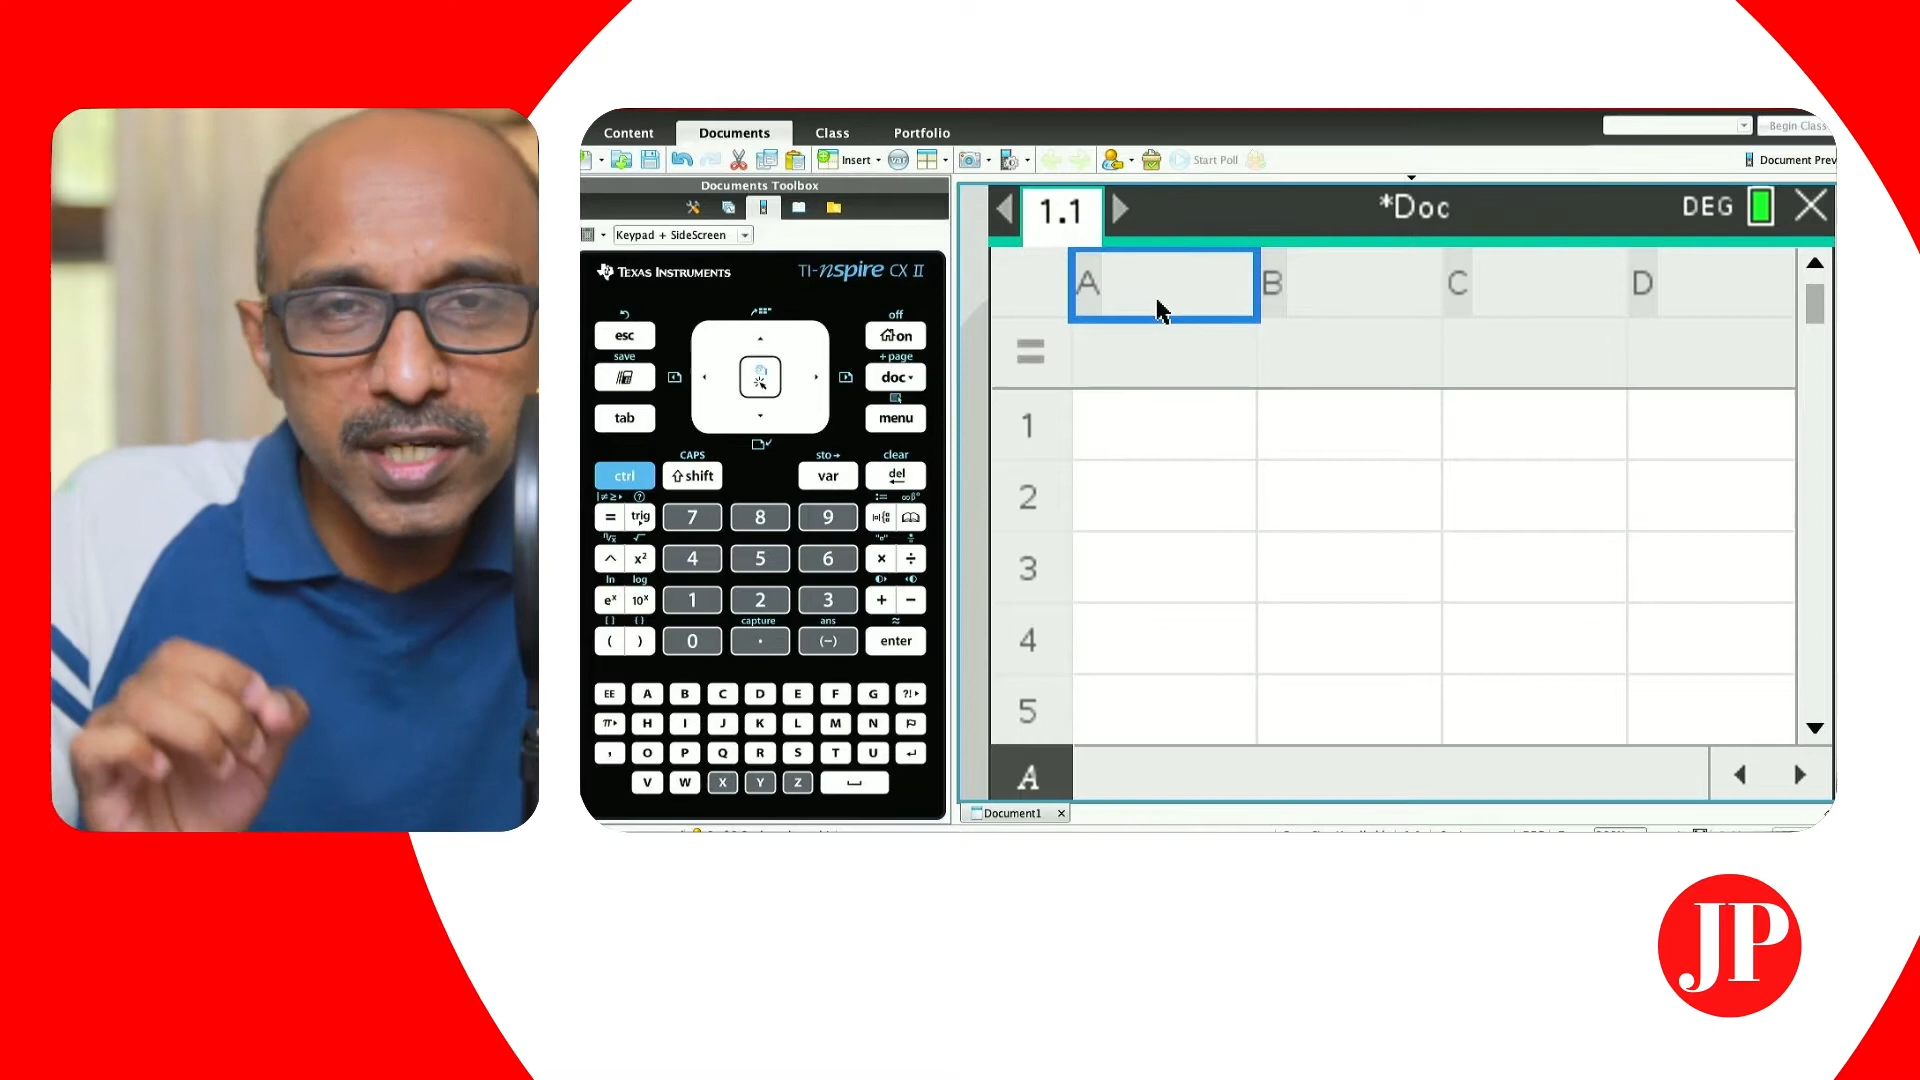 Content Documents Class Portfolio
Begin Class
Insert
var
Start Poll
Document Prev
Documents Toolbox
Keypad + SideScreen
TEXAS INSTRUMENTS
TI-nspire CX II
off
esc
on
save
+ page
doc
tab
menu
CAPS
sto→
clear
ctrl
shift
var
del
= trig 7 8 9
^ x² 4 5 6 × ÷
ln log
eˣ 10ˣ 1 2 3 + −
[ ] { } capture ans ≈
( ) 0 . (−) enter
EE A B C D E F G ?!▸
π▸ H I J K L M N
, O P Q R S T U
V W X Y Z
1.1
*Doc
DEG
A B C D
=
1
2
3
4
5
A
Document1
JP